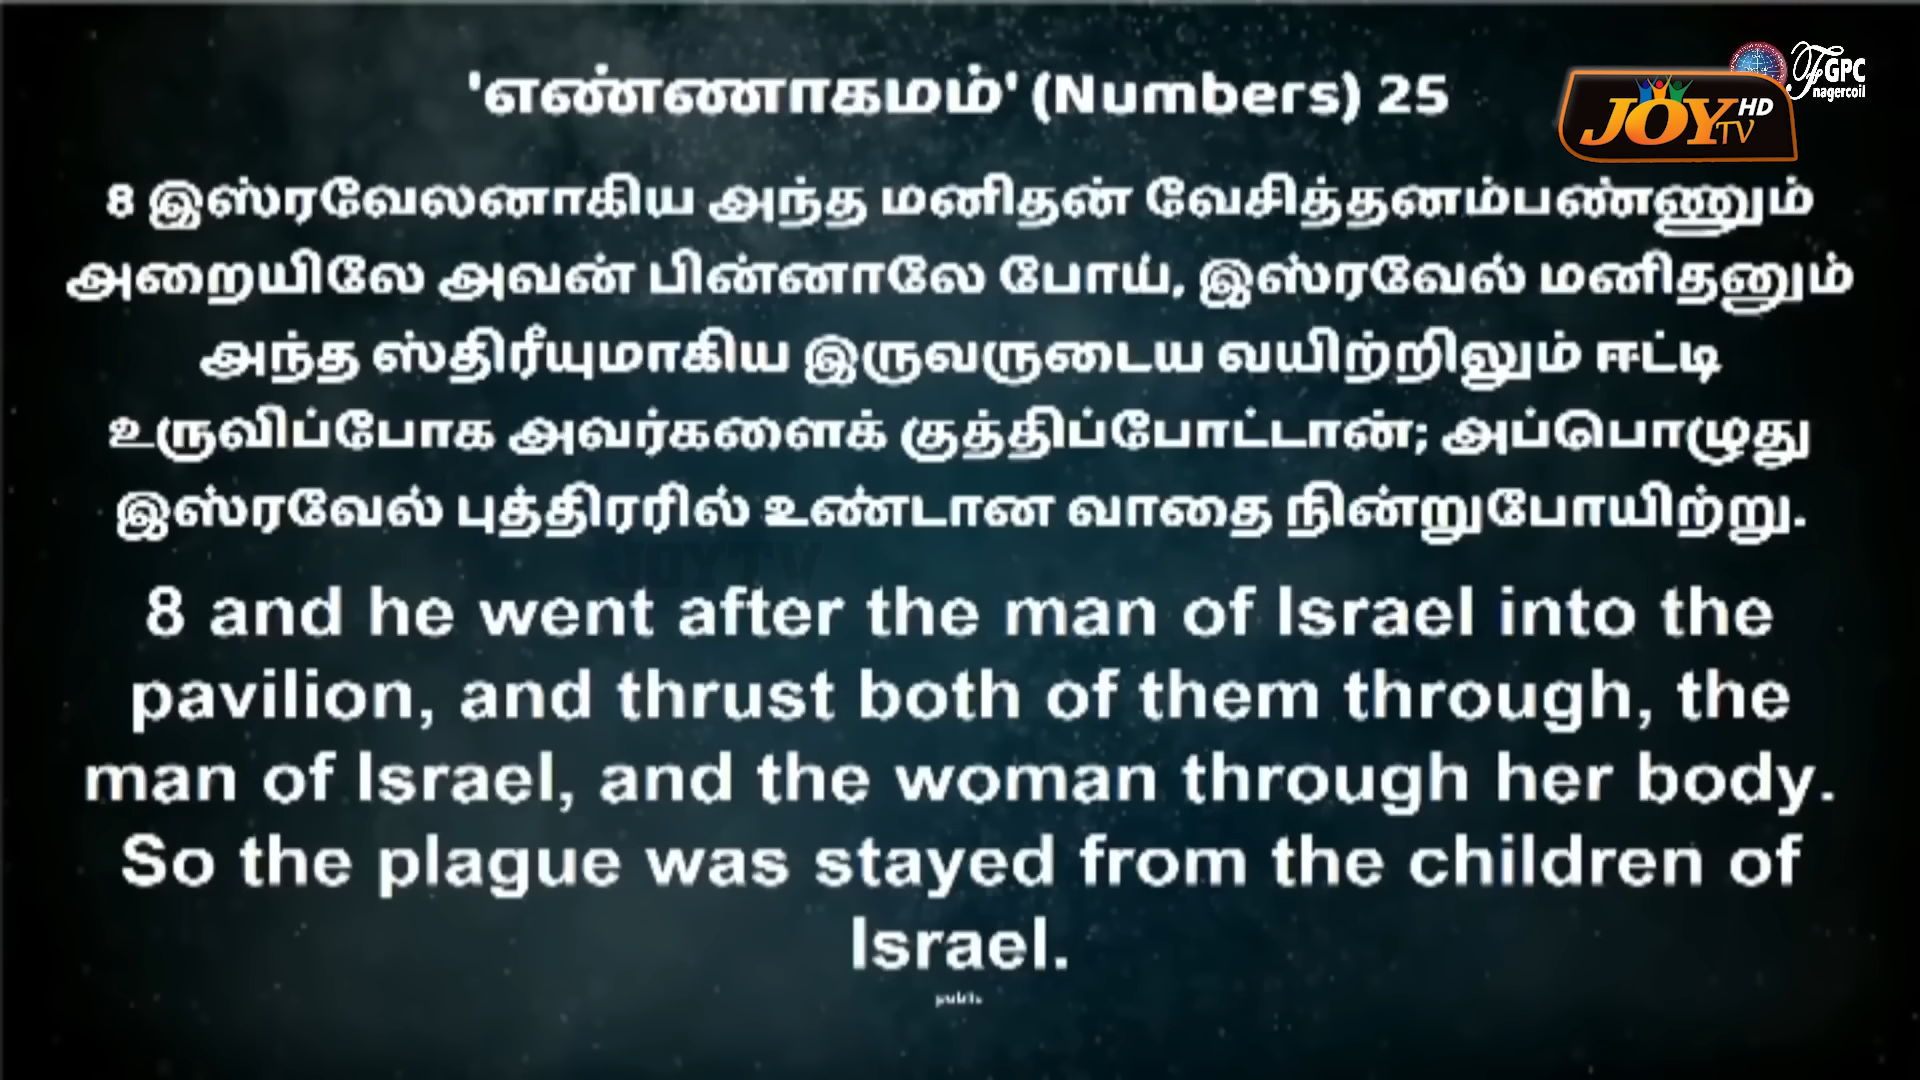 'எண்ணாகமம்' (Numbers) 25
FGPC
nagercoil
JOY HD
TV
8 இஸ்ரவேலனாகிய அந்த மனிதன் வேசித்தனம்பண்ணும்
அறையிலே அவன் பின்னாலே போய், இஸ்ரவேல் மனிதனும்
அந்த ஸ்திரீயுமாகிய இருவருடைய வயிற்றிலும் ஈட்டி
உருவிப்போக அவர்களைக் குத்திப்போட்டான்; அப்பொழுது
இஸ்ரவேல் புத்திரரில் உண்டான வாதை நின்றுபோயிற்று.
JOYTV
8 and he went after the man of Israel into the
pavilion, and thrust both of them through, the
man of Israel, and the woman through her body.
So the plague was stayed from the children of
Israel.